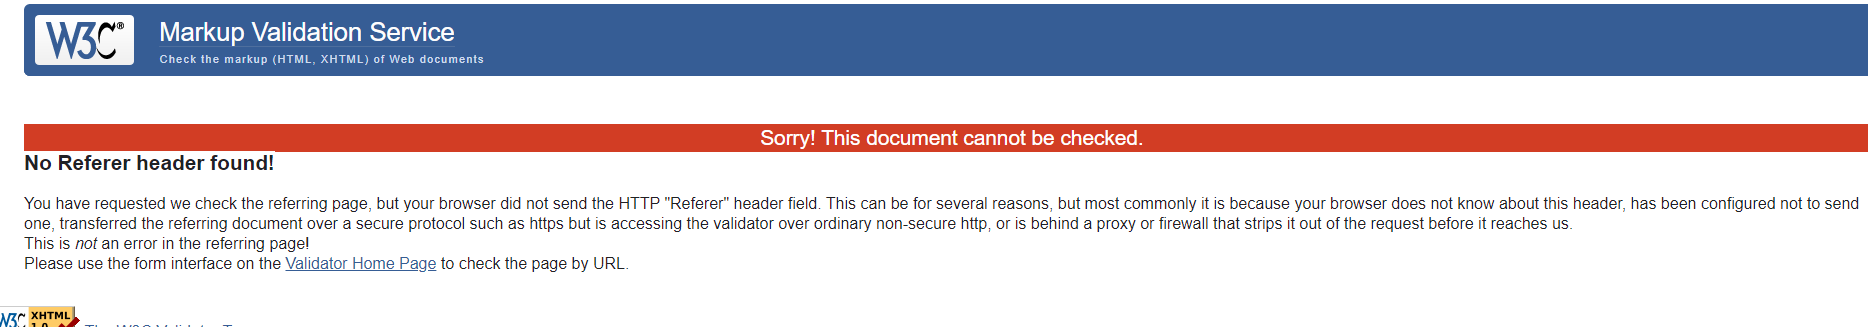 W3C®
Markup Validation Service
Check the markup (HTML, XHTML) of Web documents
Sorry! This document cannot be checked.
No Referer header found!
You have requested we check the referring page, but your browser did not send the HTTP "Referer" header field. This can be for several reasons, but most commonly it is because your browser does not know about this header, has been configured not to send
one, transferred the referring document over a secure protocol such as https but is accessing the validator over ordinary non-secure http, or is behind a proxy or firewall that strips it out of the request before it reaches us.
This is not an error in the referring page!
Please use the form interface on the Validator Home Page to check the page by URL.
W3C XHTML
1.0
The W3C Validator